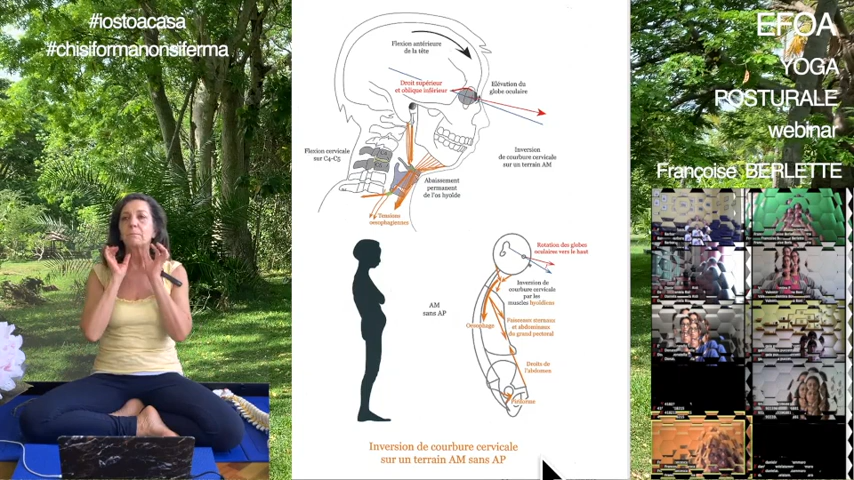 #iostoacasa
#chisiformanonsiferma
EFOA
YOGA
POSTURALE
webinar
Françoise BERLETTE
Flexion antérieure
de la tête
Droit supérieur
et oblique inférieur
Elévation du
globe oculaire
Flexion cervicale
sur C4-C5
Inversion
de courbure cervicale
sur un terrain AM
Abaissement
permanent
de l'os hyoïde
Tensions
oesophagiennes
Rotation des globes
oculaires vers le haut
Inversion de
courbure cervicale
par les
muscles hyoïdiens
AM
sans AP
Oesophage
Faisceaux sternaux
et abdominaux
du grand pectoral
Droits de
l'abdomen
Piriforme
Inversion de courbure cervicale
sur un terrain AM sans AP